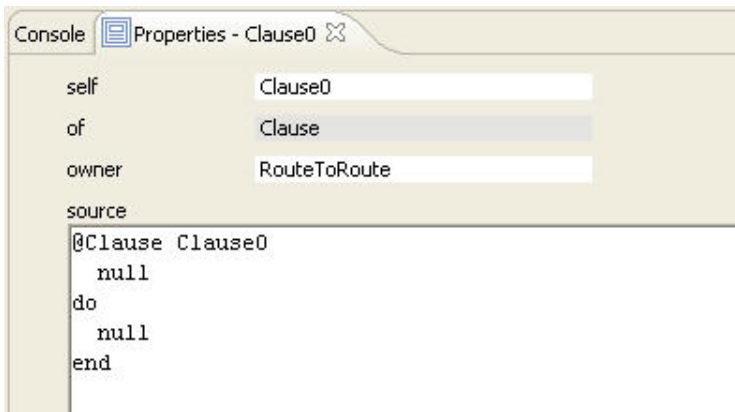 Console Properties - Clause0
self Clause0
of Clause
owner RouteToRoute
source
@Clause Clause0
  null
do
  null
end